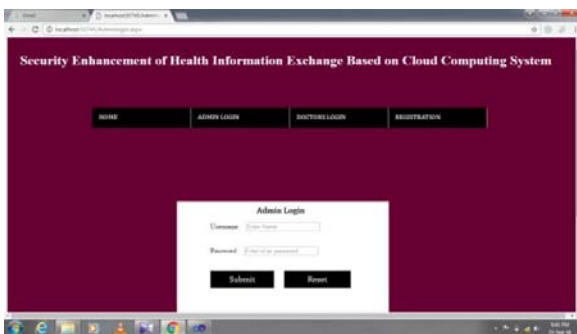 Security Enhancement of Health Information Exchange Based on Cloud Computing System
HOME ADMIN LOGIN DOCTORS LOGIN REGISTRATION
Admin Login
Username Enter Name
Password
Submit Reset